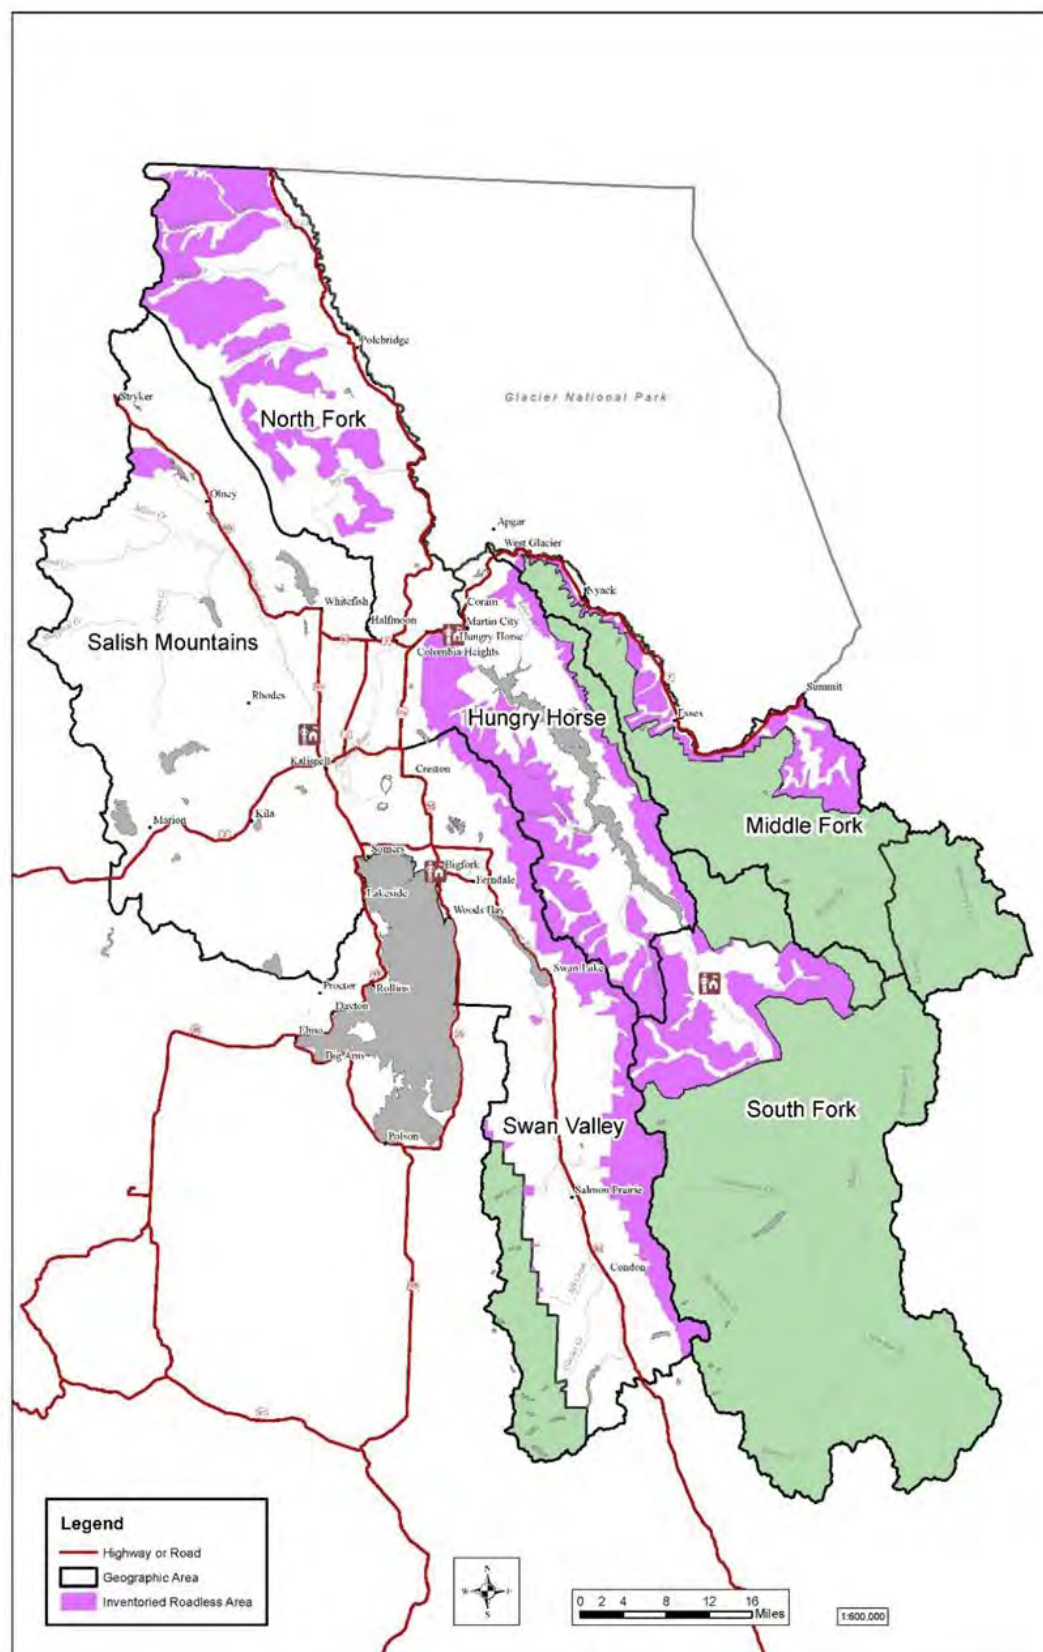 Polebridge
Glacier National Park
Stryker
North Fork
Olney
Apgar
West Glacier
Nyack
Whitefish
Coram
Halfmoon
Martin City
Hungry Horse
Columbia Heights
Salish Mountains
Rhodes
Summit
Essex
Hungry Horse
Kalispell
Creston
Marion
Kila
Middle Fork
Somers
Bigfork
Ferndale
Lakeside
Woods Bay
Swan Lake
Proctor
Rollins
Dayton
Elmo
Big Arm
South Fork
Swan Valley
Polson
Salmon Prairie
Condon
Legend
Highway or Road
Geographic Area
Inventoried Roadless Area
N
W
E
S
0 2 4 8 12 16
Miles
1:600,000